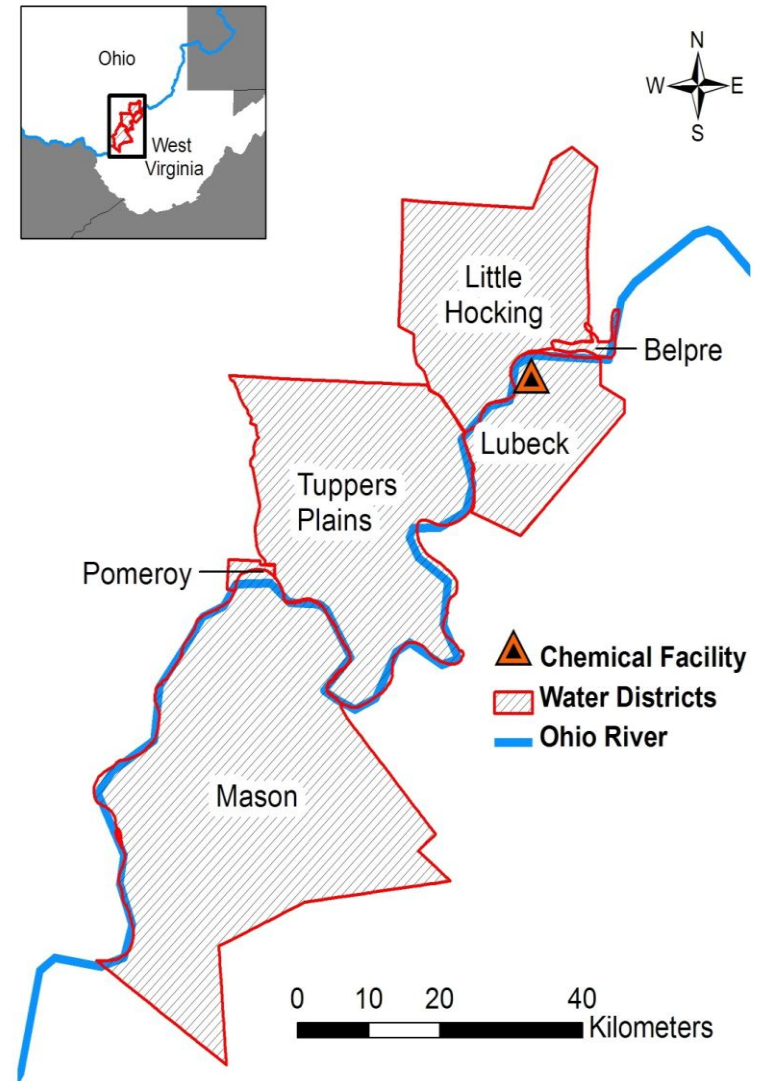 Ohio
West
Virginia
N
W E
S
Little
Hocking
Belpre
Lubeck
Tuppers
Plains
Pomeroy
Chemical Facility
Water Districts
Ohio River
Mason
0 10 20 40
Kilometers